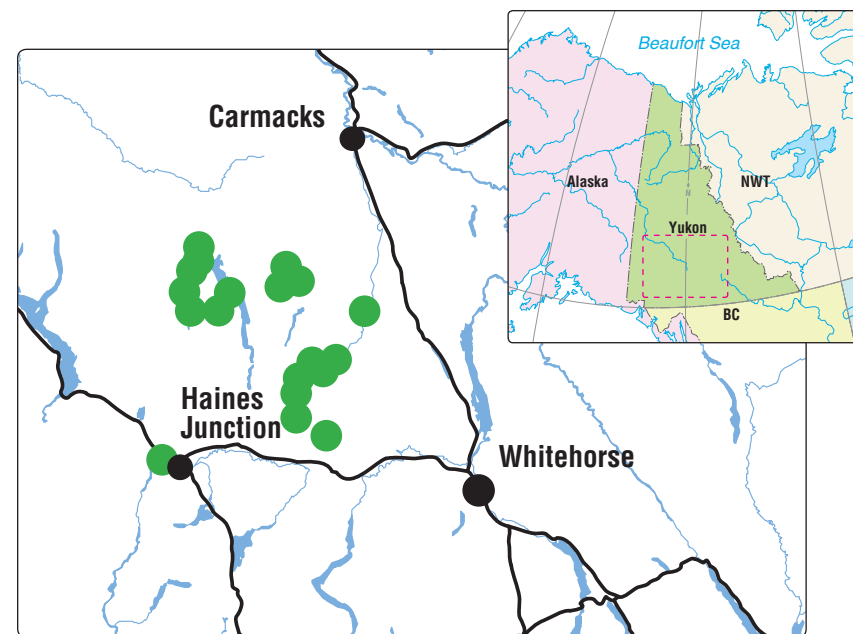 Beaufort Sea
Carmacks
Alaska
NWT
N
Yukon
BC
Haines
Junction
Whitehorse